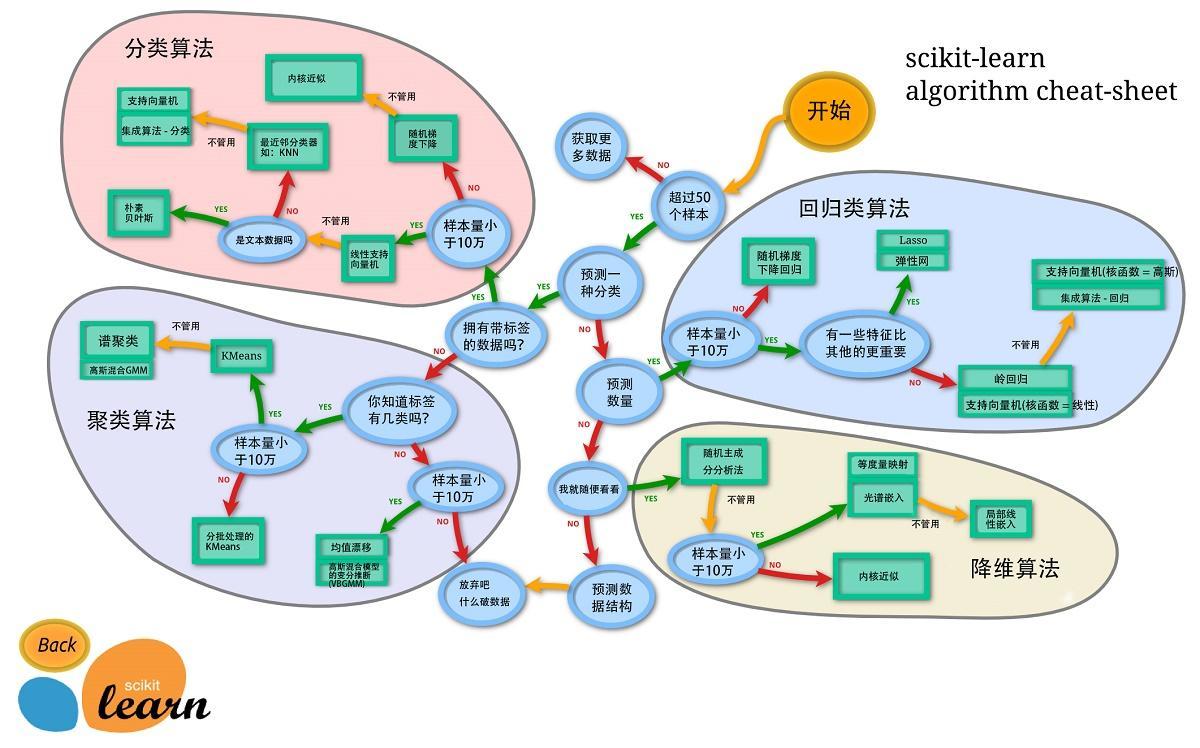 scikit-learn
algorithm cheat-sheet
开始
超过50
个样本
NO
获取更
多数据
YES
预测一
种分类
YES
NO
拥有带标签
的数据吗?
YES
NO
分类算法
样本量小
于10万
YES
NO
线性支持
向量机
不管用
是文本数据吗
YES
NO
朴素
贝叶斯
最近邻分类器
如：KNN
不管用
支持向量机
集成算法 - 分类
随机梯
度下降
不管用
内核近似
聚类算法
你知道标签
有几类吗?
YES
NO
样本量小
于10万
YES
NO
KMeans
不管用
谱聚类
高斯混合GMM
分批处理的
KMeans
样本量小
于10万
YES
NO
均值漂移
高斯混合模型
的变分推断
(VBGMM)
放弃吧
什么破数据
预测
数量
YES
NO
回归类算法
样本量小
于10万
NO
YES
随机梯度
下降回归
有一些特征比
其他的更重要
YES
NO
Lasso
弹性网
岭回归
支持向量机(核函数 = 线性)
不管用
支持向量机(核函数 = 高斯)
集成算法 - 回归
我就随便看看
YES
NO
预测数
据结构
降维算法
随机主成
分分析法
不管用
样本量小
于10万
YES
NO
等度量映射
光谱嵌入
不管用
局部线
性嵌入
内核近似
Back
scikit
learn